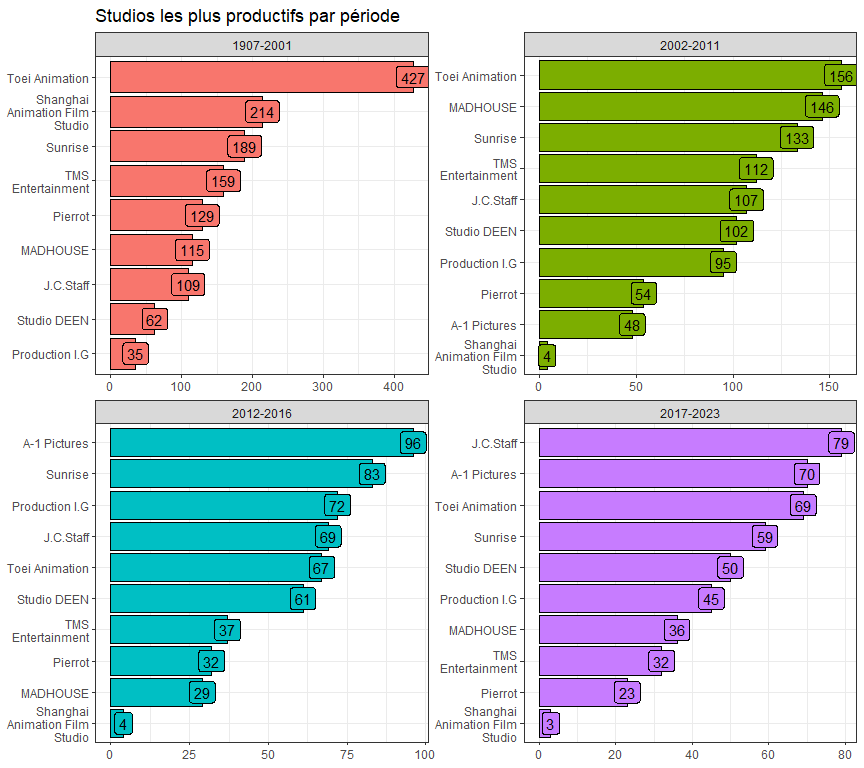 Studios les plus productifs par période
1907-2001
Toei Animation
427
Shanghai
Animation Film
Studio
214
Sunrise
189
TMS
Entertainment
159
Pierrot
129
MADHOUSE
115
J.C.Staff
109
Studio DEEN
62
Production I.G
35
0 100 200 300 400
2002-2011
Toei Animation
156
MADHOUSE
146
Sunrise
133
TMS
Entertainment
112
J.C.Staff
107
Studio DEEN
102
Production I.G
95
Pierrot
54
A-1 Pictures
48
Shanghai
Animation Film
Studio
4
0 50 100 150
2012-2016
A-1 Pictures
96
Sunrise
83
Production I.G
72
J.C.Staff
69
Toei Animation
67
Studio DEEN
61
TMS
Entertainment
37
Pierrot
32
MADHOUSE
29
Shanghai
Animation Film
Studio
4
0 25 50 75 100
2017-2023
J.C.Staff
79
A-1 Pictures
70
Toei Animation
69
Sunrise
59
Studio DEEN
50
Production I.G
45
MADHOUSE
36
TMS
Entertainment
32
Pierrot
23
Shanghai
Animation Film
Studio
3
0 20 40 60 80